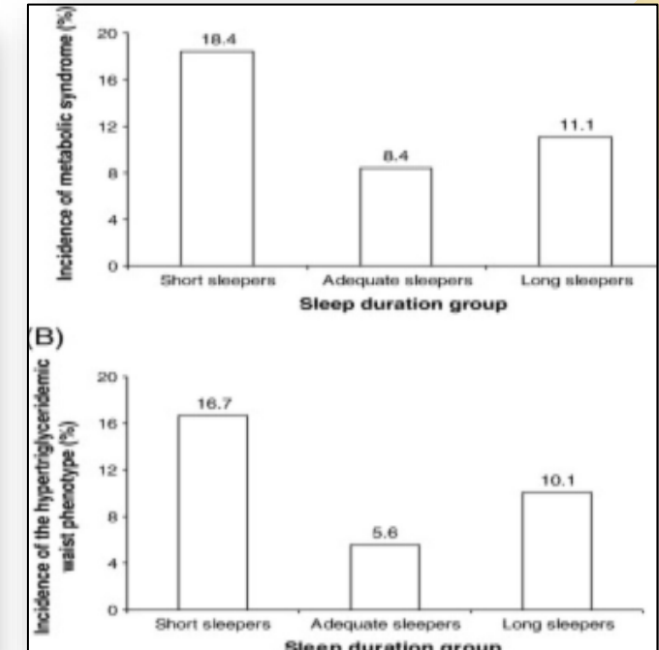 Incidence of metabolic syndrome (%)
20
16
12
8
4
0
18.4
8.4
11.1
Short sleepers
Adequate sleepers
Long sleepers
Sleep duration group
(B)
Incidence of the hypertriglyceridemic
waist phenotype (%)
20
16
12
8
4
0
16.7
5.6
10.1
Short sleepers
Adequate sleepers
Long sleepers
Sleep duration group